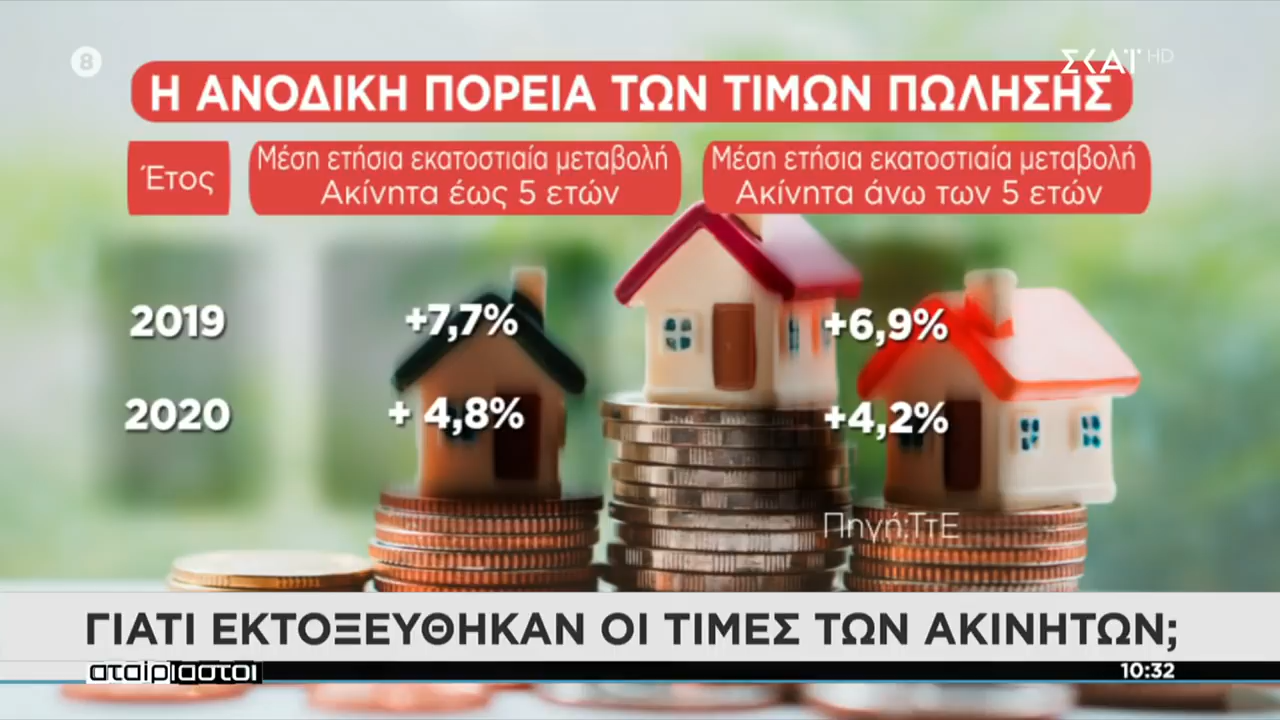 8
ΣΚΑΪ HD
Η ΑΝΟΔΙΚΗ ΠΟΡΕΙΑ ΤΩΝ ΤΙΜΩΝ ΠΩΛΗΣΗΣ
Έτος
Μέση ετήσια εκατοστιαία μεταβολή
Ακίνητα έως 5 ετών
Μέση ετήσια εκατοστιαία μεταβολή
Ακίνητα άνω των 5 ετών
2019 +7,7% +6,9%
2020 + 4,8% +4,2%
Πηγή:ΤτΕ
ΓΙΑΤΙ ΕΚΤΟΞΕΥΘΗΚΑΝ ΟΙ ΤΙΜΕΣ ΤΩΝ ΑΚΙΝΗΤΩΝ;
αταίριαστοι
10:32